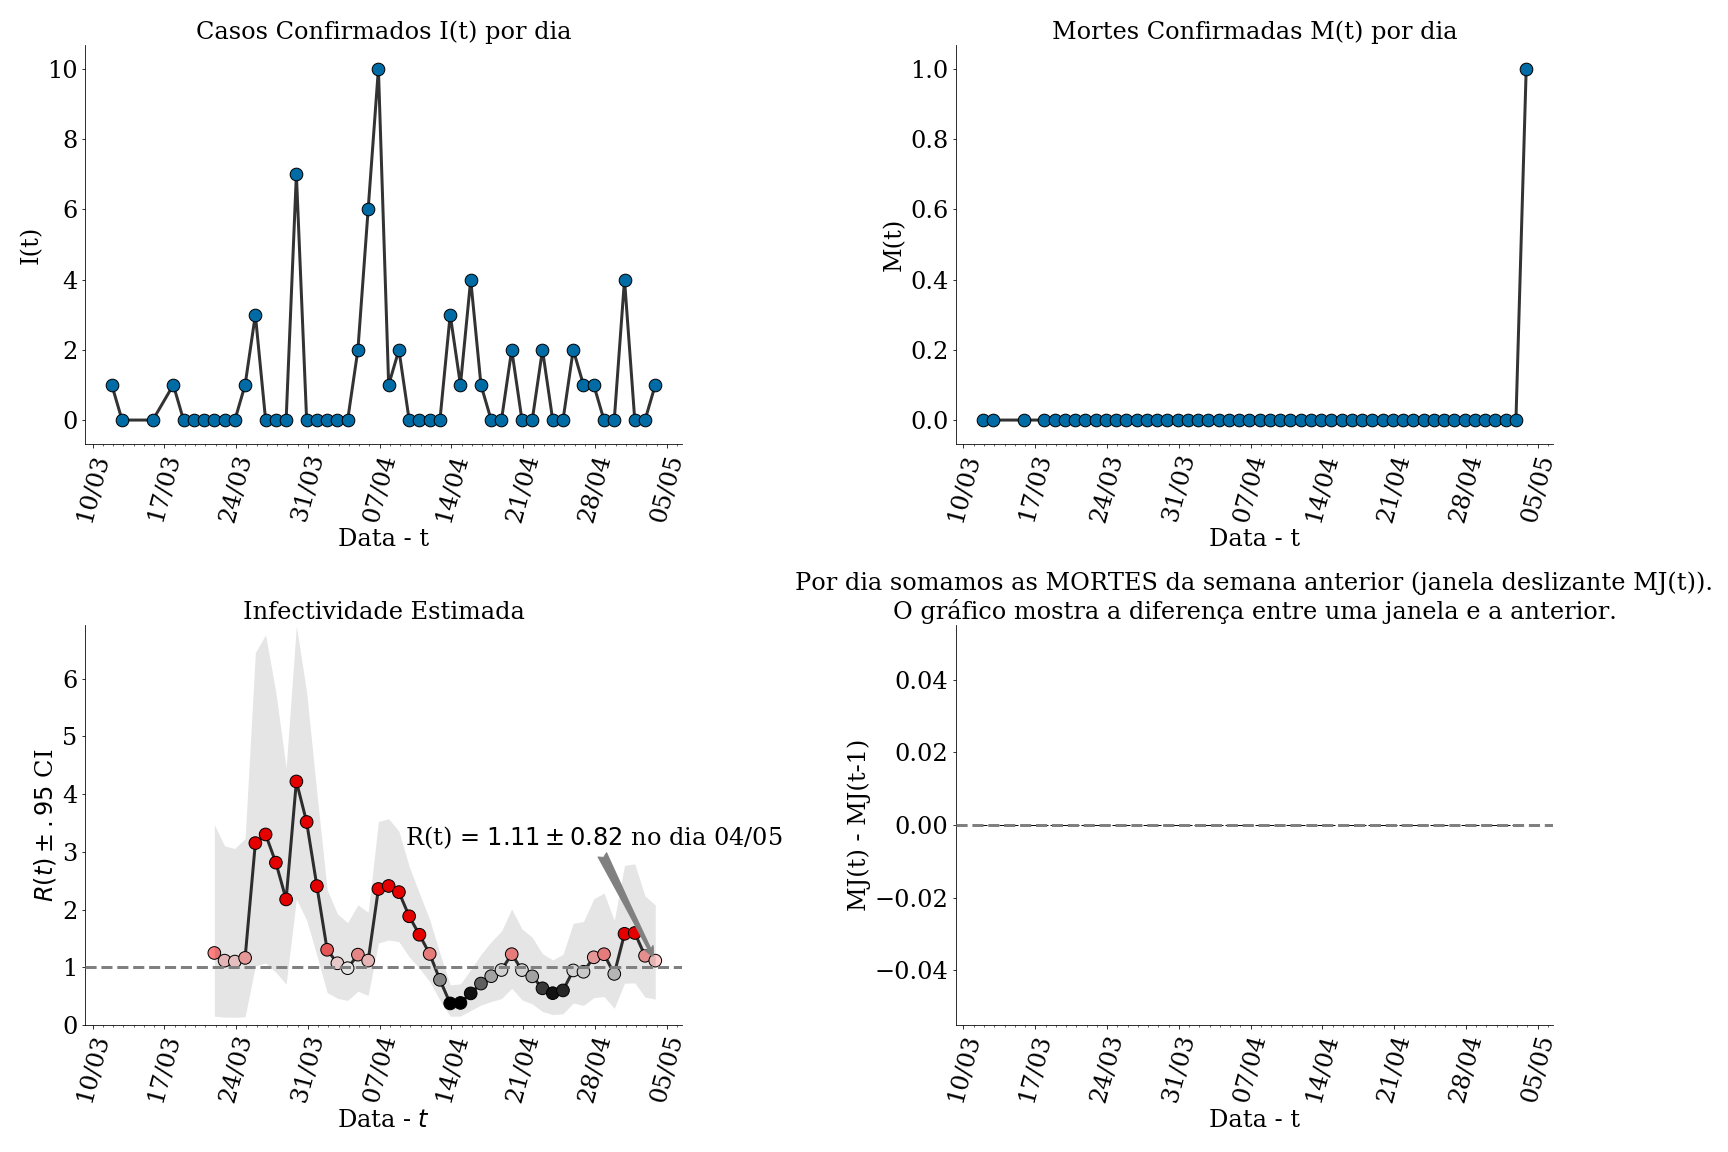 Casos Confirmados I(t) por dia
I(t)
10
8
6
4
2
0
10/03 17/03 24/03 31/03 07/04 14/04 21/04 28/04 05/05
Data - t
Mortes Confirmadas M(t) por dia
M(t)
1.0
0.8
0.6
0.4
0.2
0.0
10/03 17/03 24/03 31/03 07/04 14/04 21/04 28/04 05/05
Data - t
Infectividade Estimada
R(t) ± .95 CI
6
5
4
3
2
1
0
R(t) = 1.11 ± 0.82 no dia 04/05
10/03 17/03 24/03 31/03 07/04 14/04 21/04 28/04 05/05
Data - t
Por dia somamos as MORTES da semana anterior (janela deslizante MJ(t)).
O gráfico mostra a diferença entre uma janela e a anterior.
MJ(t) - MJ(t-1)
0.04
0.02
0.00
−0.02
−0.04
10/03 17/03 24/03 31/03 07/04 14/04 21/04 28/04 05/05
Data - t